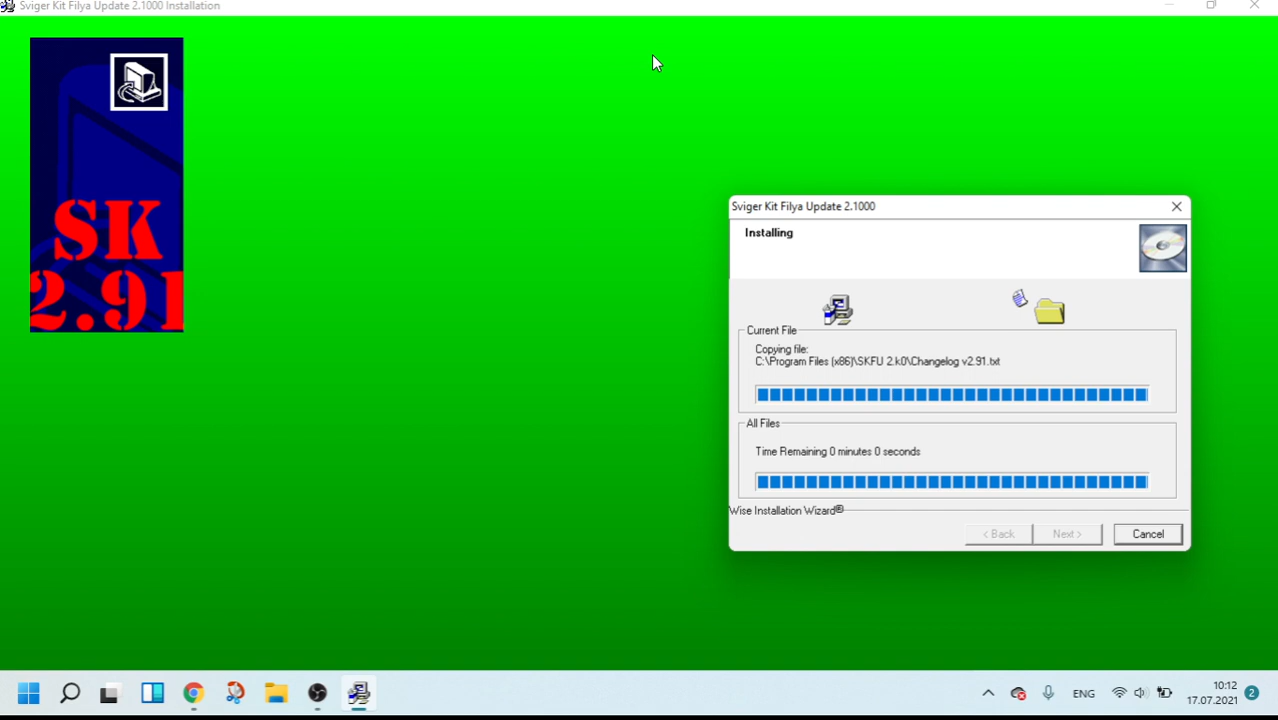 Sviger Kit Filya Update 2.1000 Installation
SK
2.91
Sviger Kit Filya Update 2.1000
Installing
Current File
Copying file:
C:\Program Files (x86)\SKFU 2.k0\Changelog v2.91.txt
All Files
Time Remaining 0 minutes 0 seconds
Wise Installation Wizard®
< Back
Next >
Cancel
ENG
10:12
17.07.2021
2